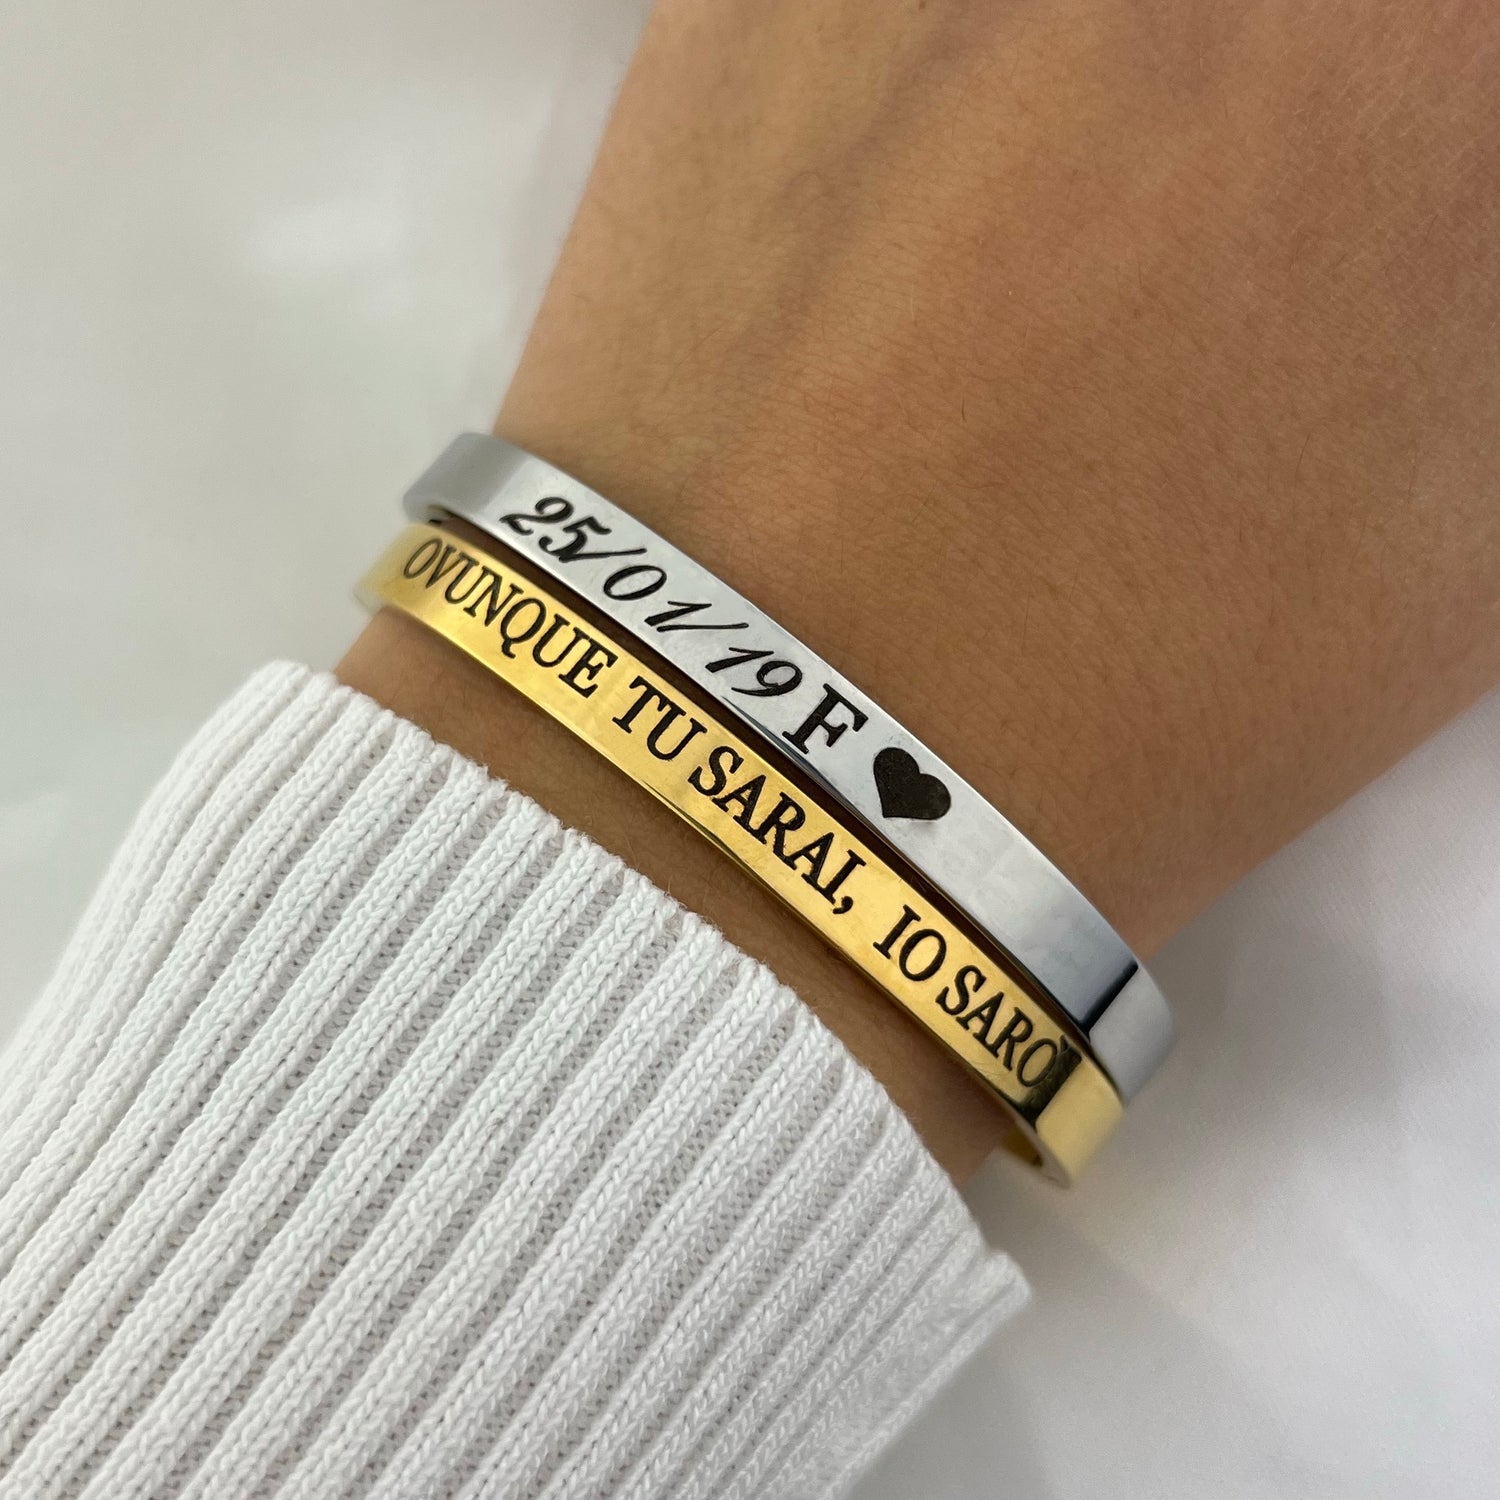 25/01/19 F ♥
OVUNQUE TU SARAI, IO SARÒ